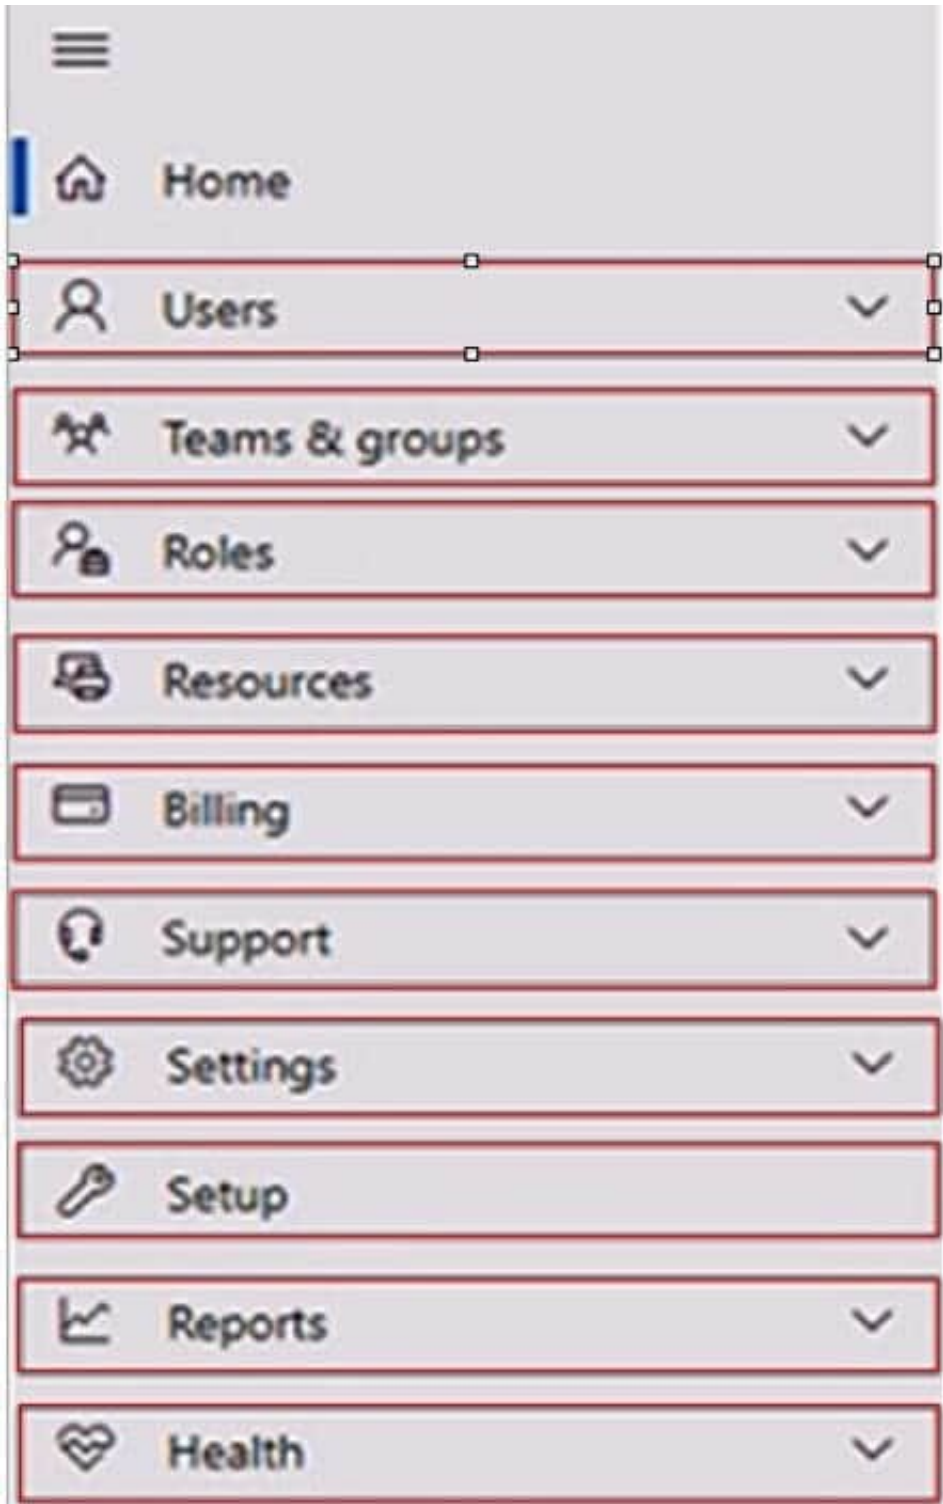 Home
Users
Teams & groups
Roles
Resources
Billing
Support
Settings
Setup
Reports
Health